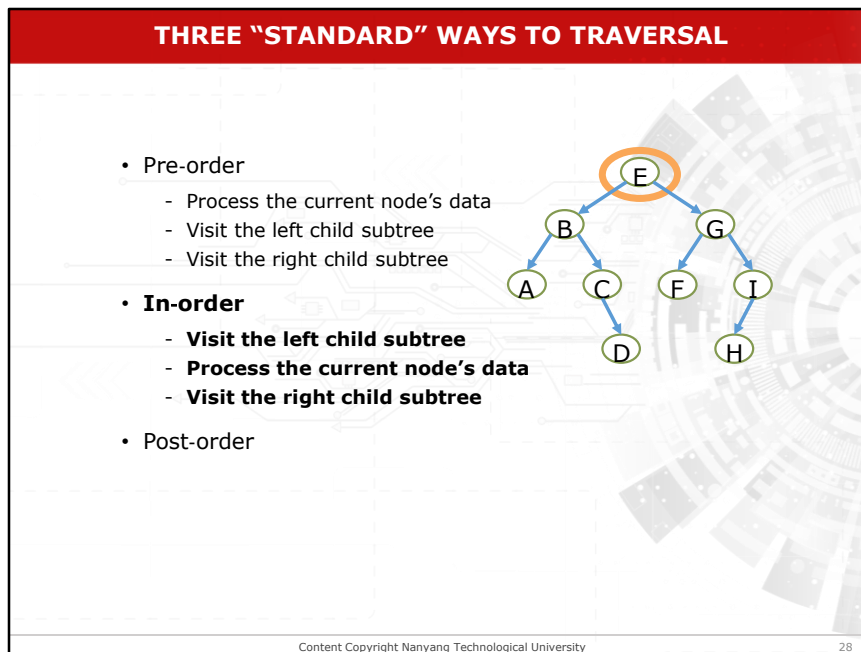 THREE “STANDARD” WAYS TO TRAVERSAL
• Pre-order
- Process the current node’s data
- Visit the left child subtree
- Visit the right child subtree
• In-order
- Visit the left child subtree
- Process the current node’s data
- Visit the right child subtree
• Post-order
E
B G
A C F I
D H
Content Copyright Nanyang Technological University 28